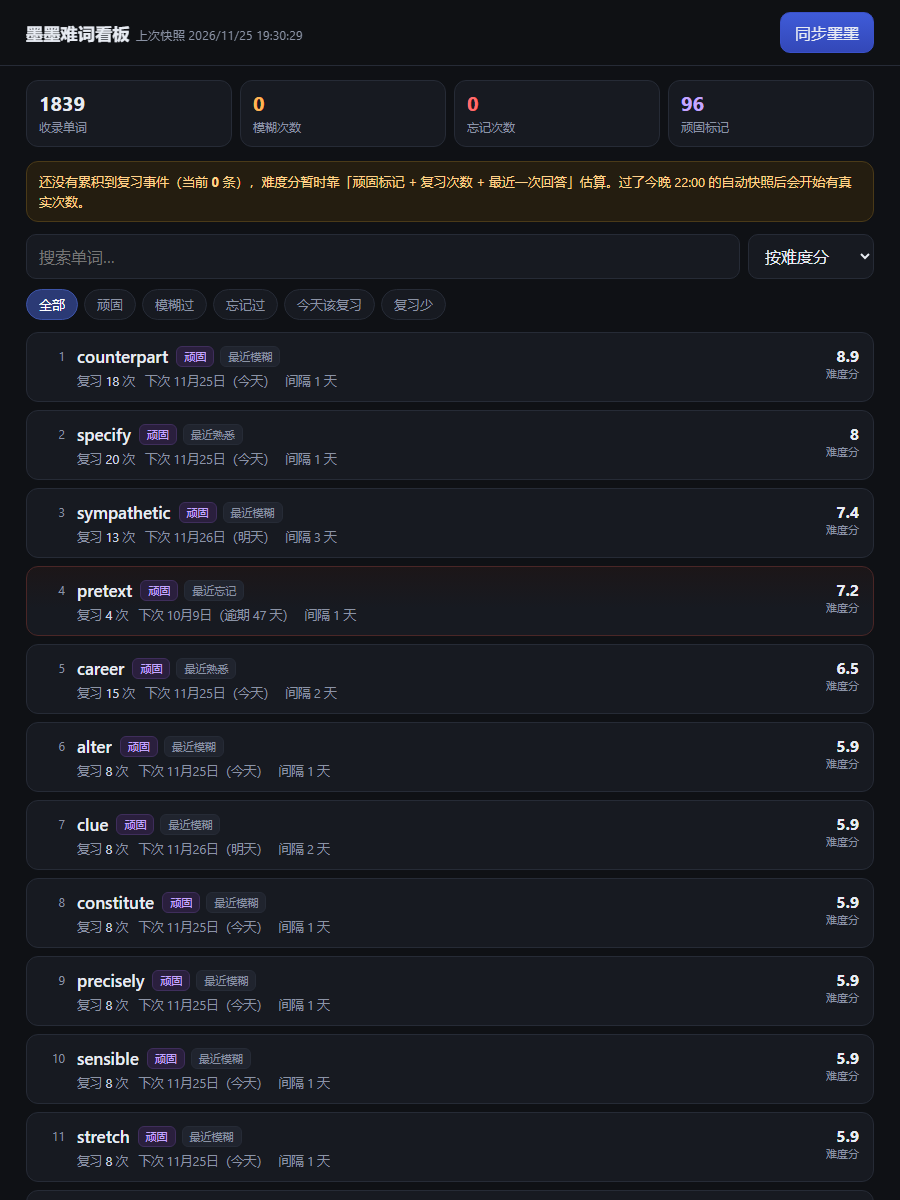 墨墨难词看板 上次快照 2026/11/25 19:30:29
同步墨墨
1839
收录单词
0
模糊次数
0
忘记次数
96
顽固标记
还没有累积到复习事件（当前 0 条），难度分暂时靠「顽固标记 + 复习次数 + 最近一次回答」估算。过了今晚 22:00 的自动快照后会开始有真
实次数。
搜索单词...
按难度分
全部 顽固 模糊过 忘记过 今天该复习 复习少
1 counterpart 顽固 最近模糊 8.9
复习 18 次 下次 11月25日（今天） 间隔 1 天 难度分
2 specify 顽固 最近熟悉 8
复习 20 次 下次 11月25日（今天） 间隔 1 天 难度分
3 sympathetic 顽固 最近模糊 7.4
复习 13 次 下次 11月26日（明天） 间隔 3 天 难度分
4 pretext 顽固 最近忘记 7.2
复习 4 次 下次 10月9日（逾期 47 天） 间隔 1 天 难度分
5 career 顽固 最近熟悉 6.5
复习 15 次 下次 11月25日（今天） 间隔 2 天 难度分
6 alter 顽固 最近模糊 5.9
复习 8 次 下次 11月25日（今天） 间隔 1 天 难度分
7 clue 顽固 最近模糊 5.9
复习 8 次 下次 11月26日（明天） 间隔 2 天 难度分
8 constitute 顽固 最近模糊 5.9
复习 8 次 下次 11月25日（今天） 间隔 1 天 难度分
9 precisely 顽固 最近模糊 5.9
复习 8 次 下次 11月25日（今天） 间隔 1 天 难度分
10 sensible 顽固 最近模糊 5.9
复习 8 次 下次 11月25日（今天） 间隔 1 天 难度分
11 stretch 顽固 最近模糊 5.9
复习 8 次 下次 11月25日（今天） 间隔 1 天 难度分